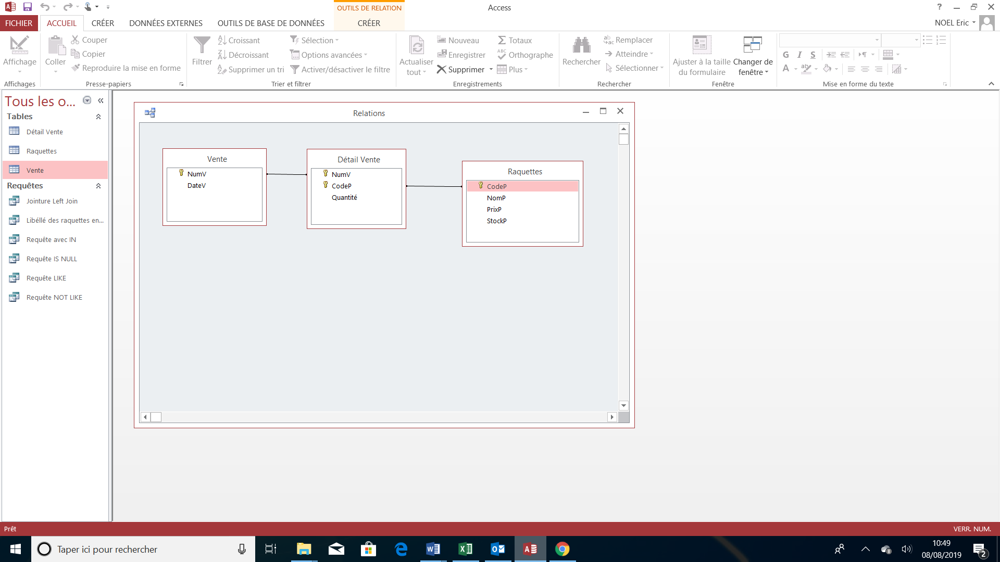 OUTILS DE RELATION
Access
?
FICHIER ACCUEIL CRÉER DONNÉES EXTERNES OUTILS DE BASE DE DONNÉES CRÉER NOEL Eric
Affichage
Affichages
Coller
Couper
Copier
Reproduire la mise en forme
Presse-papiers
Filtrer
Croissant
Décroissant
Supprimer un tri
Sélection
Options avancées
Activer/désactiver le filtre
Trier et filtrer
Actualiser
tout
Nouveau
Enregistrer
Supprimer
Totaux
Orthographe
Plus
Enregistrements
Rechercher
Remplacer
Atteindre
Sélectionner
Rechercher
Ajuster à la taille
du formulaire
Changer de
fenêtre
Fenêtre
G I S
A
Mise en forme du texte
Tous les o...
Tables
Détail Vente
Raquettes
Vente
Requêtes
Jointure Left Join
Libéllé des raquettes en...
Requête avec IN
Requête IS NULL
Requête LIKE
Requête NOT LIKE
Relations
Vente
NumV
DateV
Détail Vente
NumV
CodeP
Quantité
Raquettes
CodeP
NomP
PrixP
StockP
Prêt
VERR. NUM.
Taper ici pour rechercher
10:49
08/08/2019
2